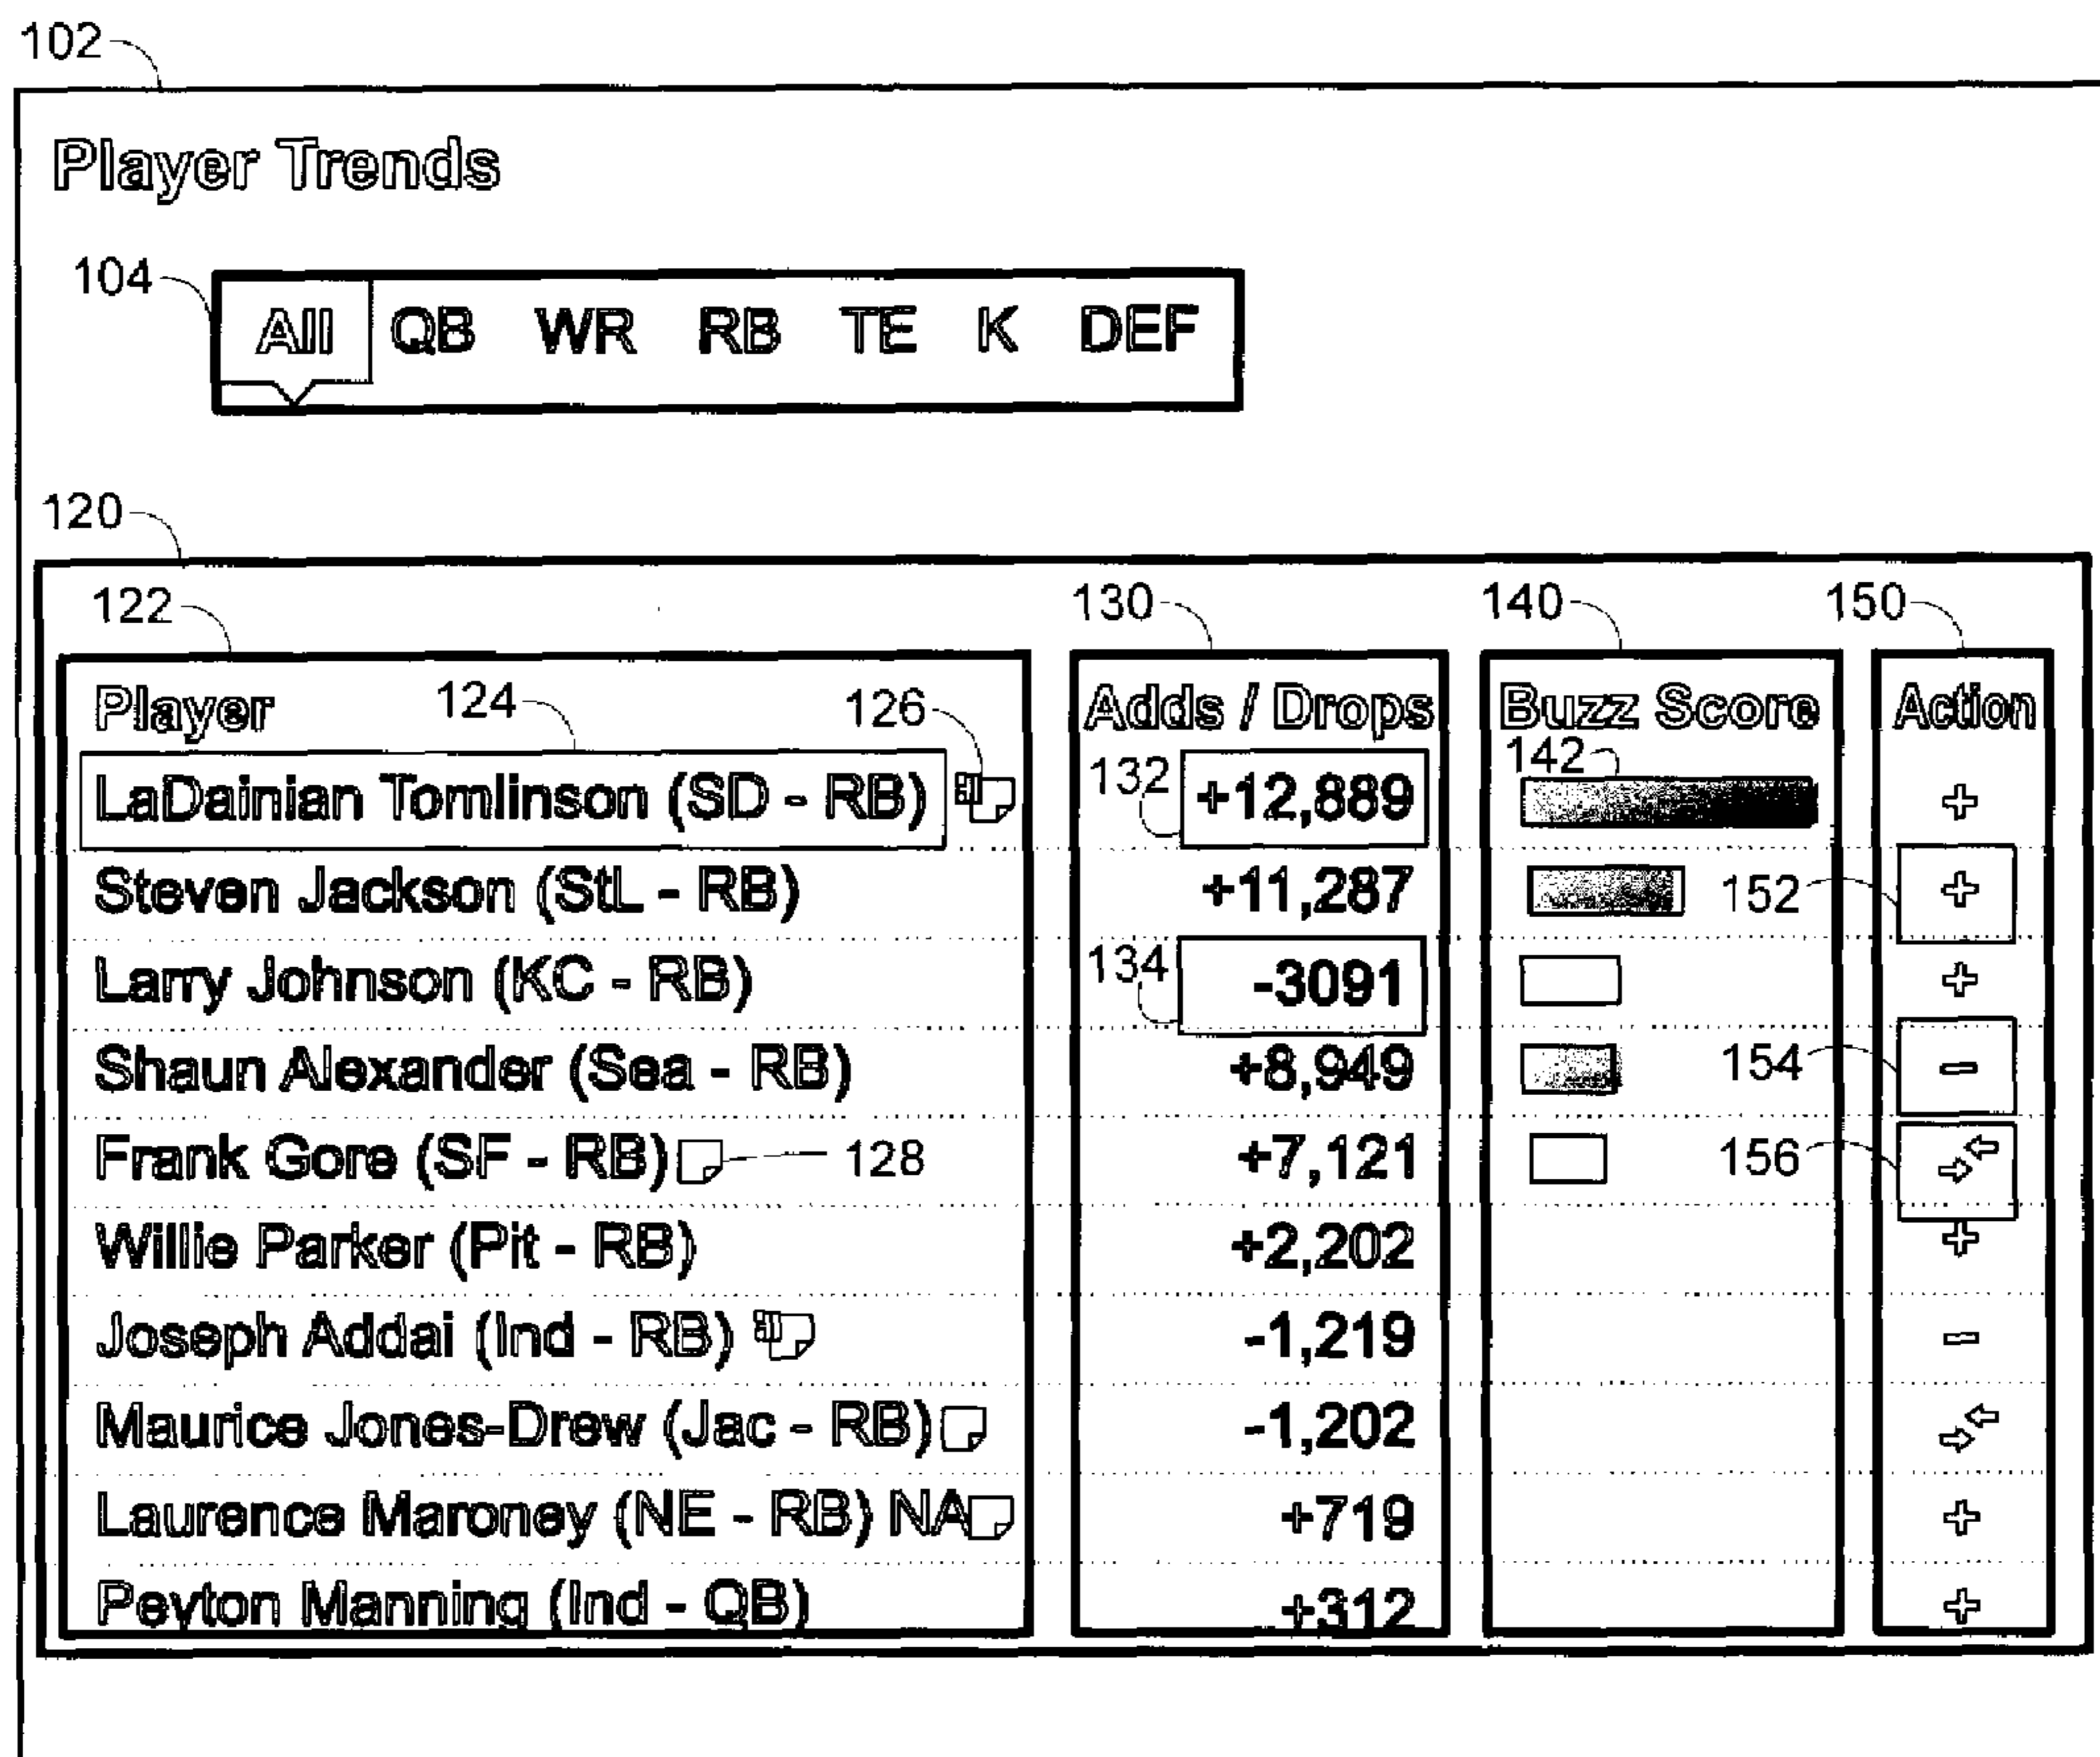 102
Player Trends
104
All QB WR RB TE K DEF
120
122 130 140 150
Player 124 126 Adds / Drops Buzz Score Action
142
LaDainian Tomlinson (SD - RB) 132 +12,889 +
Steven Jackson (StL - RB) +11,287 152 +
Larry Johnson (KC - RB) 134 -3091 +
Shaun Alexander (Sea - RB) +8,949 154 -
Frank Gore (SF - RB) 128 +7,121 156
Willie Parker (Pit - RB) +2,202 +
Joseph Addai (Ind - RB) -1,219 -
Maurice Jones-Drew (Jac - RB) -1,202
Laurence Maroney (NE - RB) NA +719 +
Peyton Manning (Ind - QB) +312 +